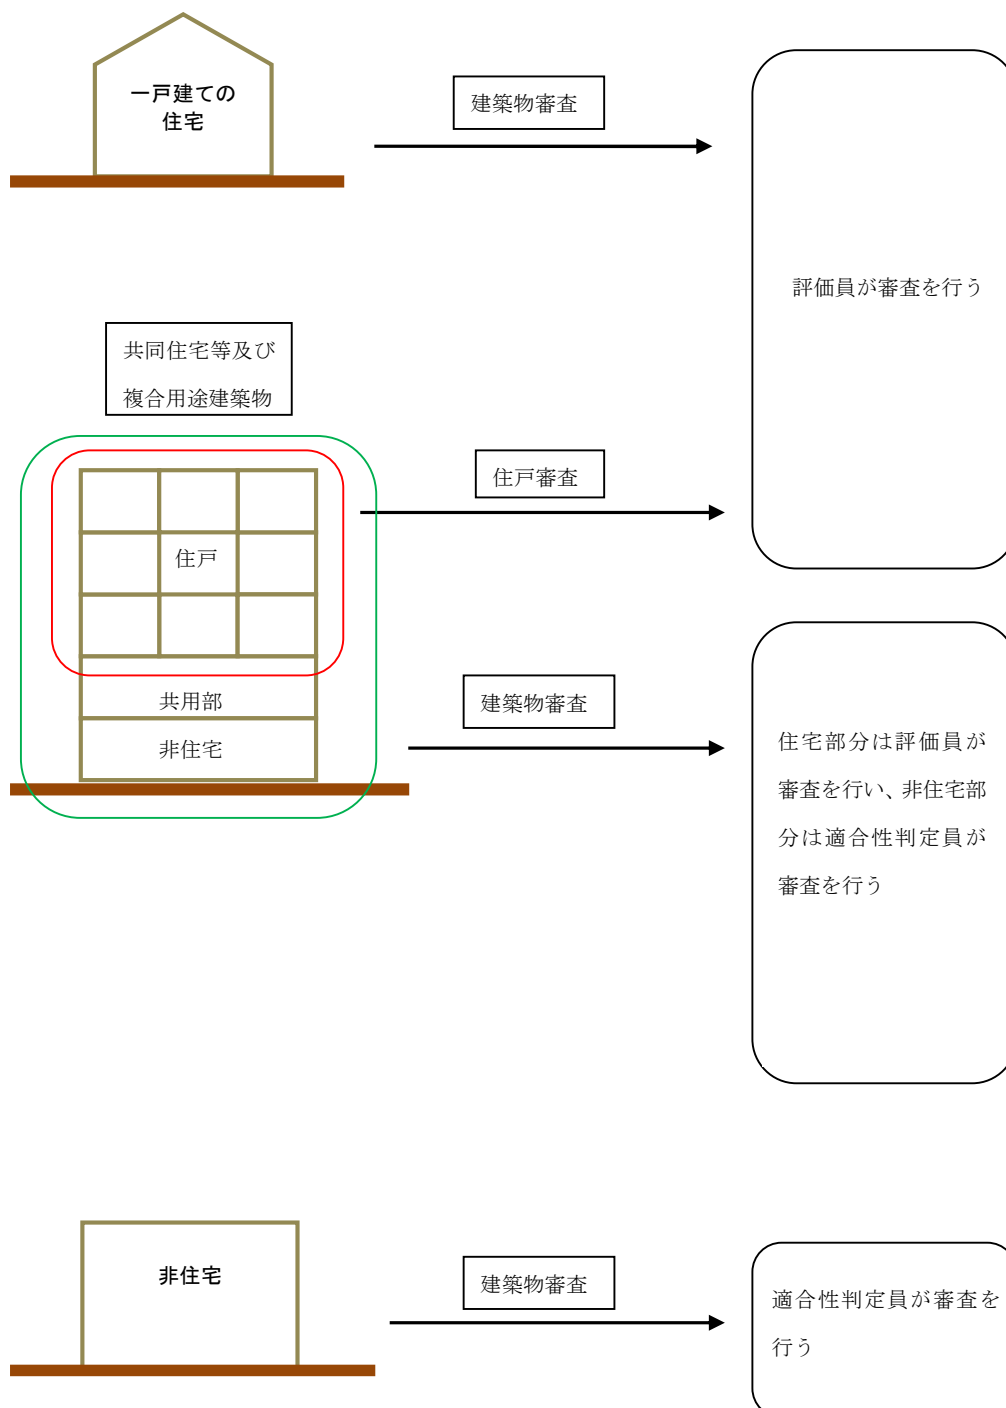 一戸建ての
住宅
建築物審査
評価員が審査を行う
共同住宅等及び
複合用途建築物
住戸審査
住戸
共用部
非住宅
建築物審査
住宅部分は評価員が
審査を行い、非住宅部
分は適合性判定員が
審査を行う
非住宅
建築物審査
適合性判定員が審査を
行う